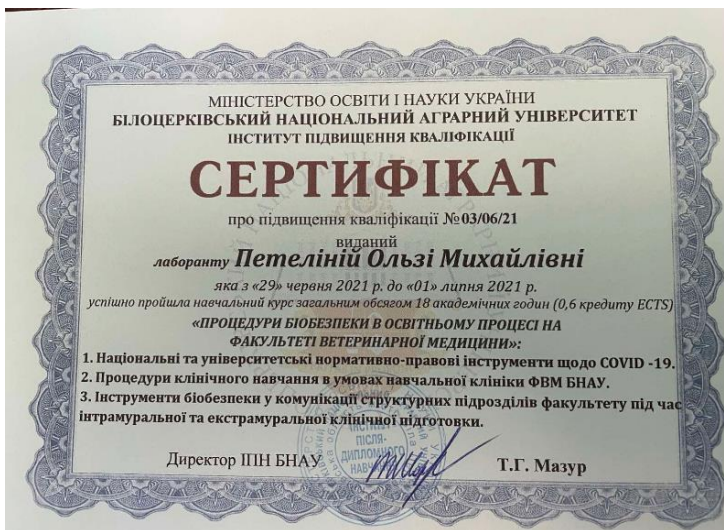 МІНІСТЕРСТВО ОСВІТИ І НАУКИ УКРАЇНИ
БІЛОЦЕРКІВСЬКИЙ НАЦІОНАЛЬНИЙ АГРАРНИЙ УНІВЕРСИТЕТ
ІНСТИТУТ ПІДВИЩЕННЯ КВАЛІФІКАЦІЇ
СЕРТИФІКАТ
про підвищення кваліфікації №03/06/21
виданий
лаборанту Петеліній Ользі Михайлівні
яка з «29» червня 2021 р. до «01» липня 2021 р.
успішно пройшла навчальний курс загальним обсягом 18 академічних годин (0,6 кредиту ECTS)
«ПРОЦЕДУРИ БІОБЕЗПЕКИ В ОСВІТНЬОМУ ПРОЦЕСІ НА
ФАКУЛЬТЕТІ ВЕТЕРИНАРНОЇ МЕДИЦИНИ»:
1. Національні та університетські нормативно-правові інструменти щодо COVID -19.
2. Процедури клінічного навчання в умовах навчальної клініки ФВМ БНАУ.
3. Інструменти біобезпеки у комунікації структурних підрозділів факультету під час
інтрамуральної та екстрамуральної клінічної підготовки.
ІНСТИТУТ
ПІСЛЯ-
ДИПЛОМНОГО
НАВЧАННЯ
Директор ІПН БНАУ
Т.Г. Мазур